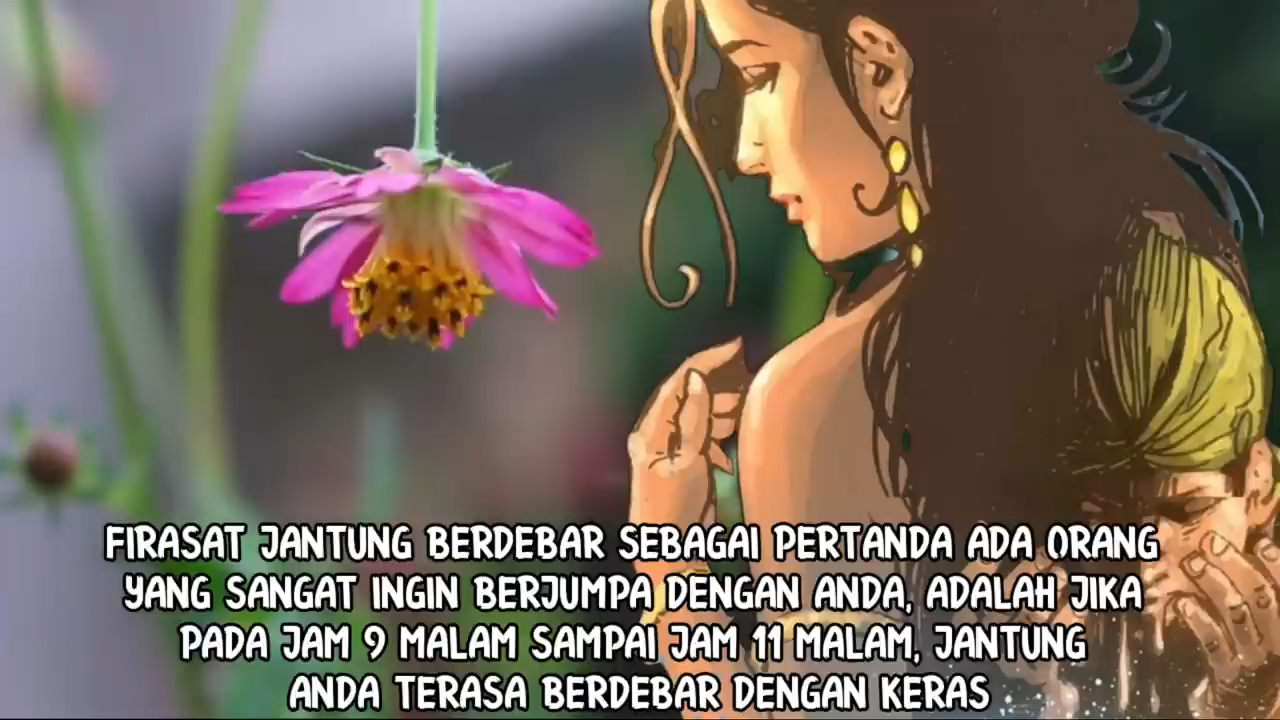 FIRASAT JANTUNG BERDEBAR SEBAGAI PERTANDA ADA ORANG
YANG SANGAT INGIN BERJUMPA DENGAN ANDA, ADALAH JIKA
PADA JAM 9 MALAM SAMPAI JAM 11 MALAM, JANTUNG
ANDA TERASA BERDEBAR DENGAN KERAS